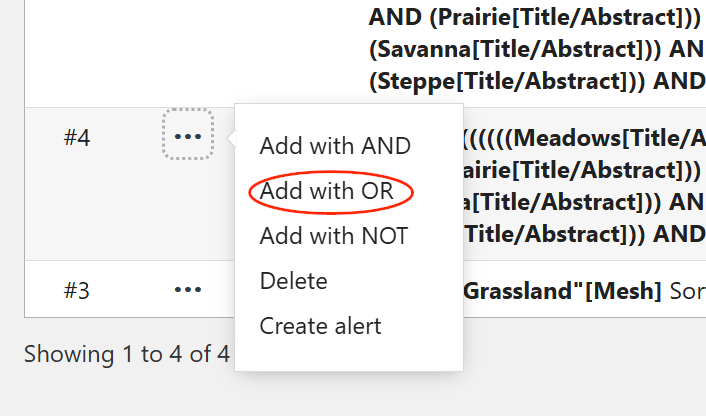 AND (Prairie[Title/Abstract]))
(Savanna[Title/Abstract])) AN
(Steppe[Title/Abstract])) AND
#4
((((((Meadows[Title/A
airie[Title/Abstract]))
a[Title/Abstract])) AN
Title/Abstract])) AND
Add with AND
Add with OR
Add with NOT
Delete
Create alert
#3
Grassland"[Mesh] Sor
Showing 1 to 4 of 4